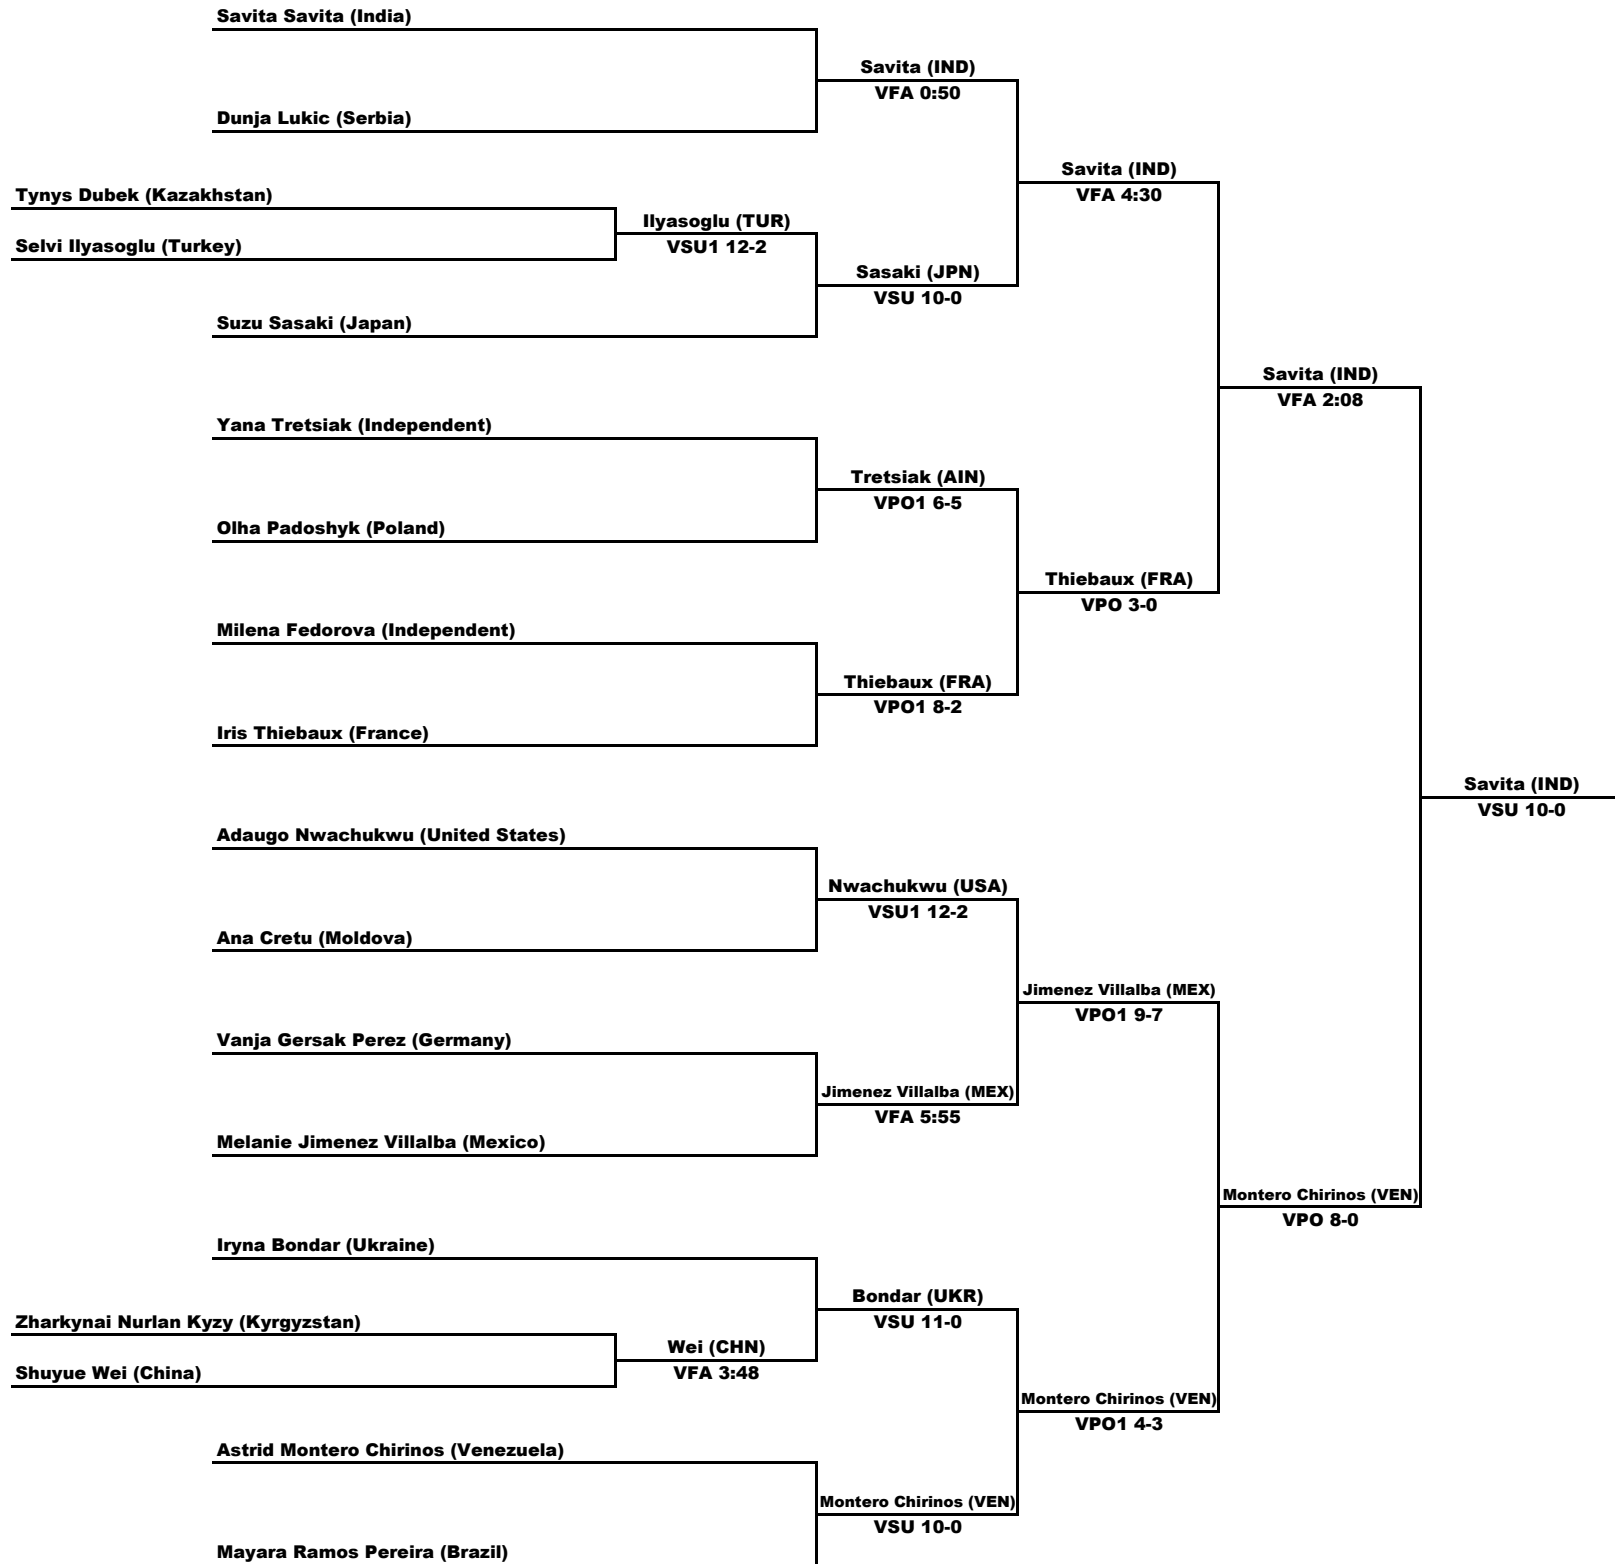 Savita Savita (India)
Savita (IND)
VFA 0:50
Dunja Lukic (Serbia)
Savita (IND)
VFA 4:30
Tynys Dubek (Kazakhstan)
Ilyasoglu (TUR)
VSU1 12-2
Selvi Ilyasoglu (Turkey)
Sasaki (JPN)
VSU 10-0
Suzu Sasaki (Japan)
Savita (IND)
VFA 2:08
Yana Tretsiak (Independent)
Tretsiak (AIN)
VPO1 6-5
Olha Padoshyk (Poland)
Thiebaux (FRA)
VPO 3-0
Milena Fedorova (Independent)
Thiebaux (FRA)
VPO1 8-2
Iris Thiebaux (France)
Savita (IND)
VSU 10-0
Adaugo Nwachukwu (United States)
Nwachukwu (USA)
VSU1 12-2
Ana Cretu (Moldova)
Jimenez Villalba (MEX)
VPO1 9-7
Vanja Gersak Perez (Germany)
Jimenez Villalba (MEX)
VFA 5:55
Melanie Jimenez Villalba (Mexico)
Montero Chirinos (VEN)
VPO 8-0
Iryna Bondar (Ukraine)
Bondar (UKR)
VSU 11-0
Zharkynai Nurlan Kyzy (Kyrgyzstan)
Wei (CHN)
VFA 3:48
Shuyue Wei (China)
Montero Chirinos (VEN)
VPO1 4-3
Astrid Montero Chirinos (Venezuela)
Montero Chirinos (VEN)
VSU 10-0
Mayara Ramos Pereira (Brazil)